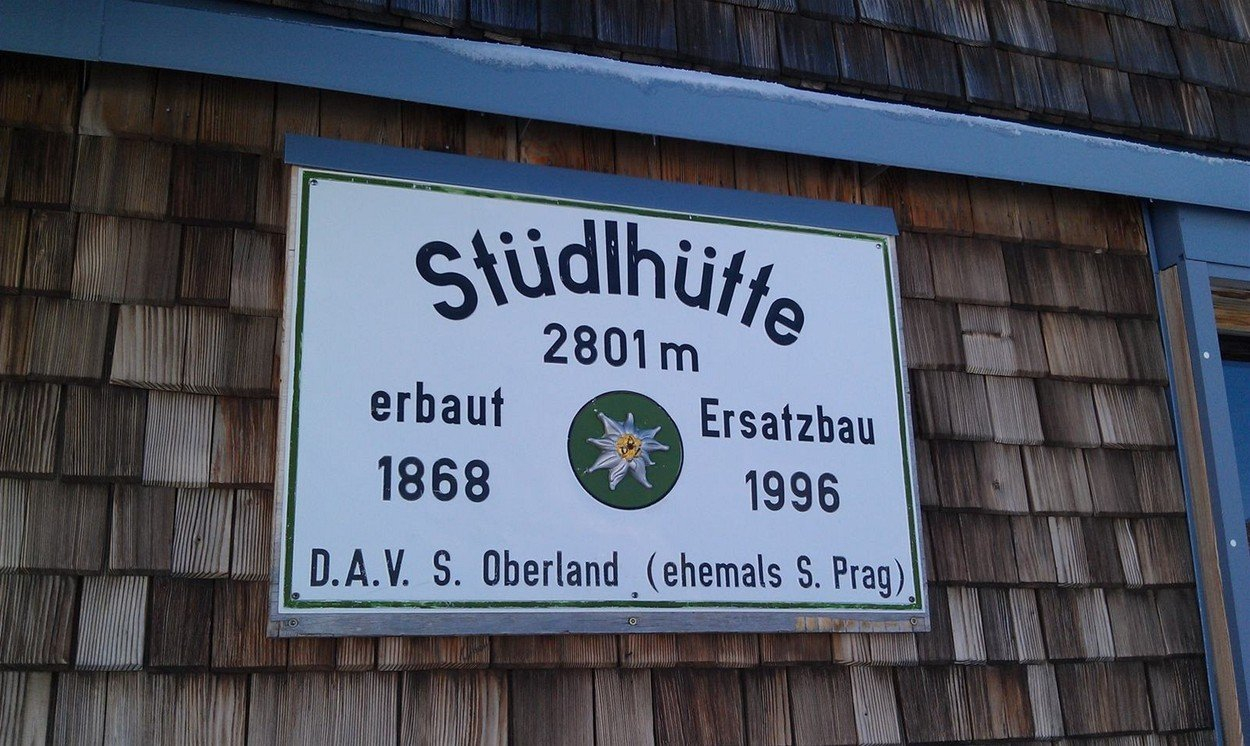 Stüdlhütte
2801 m
erbaut Ersatzbau
1868 1996
D.A.V. S. Oberland (ehemals S. Prag)